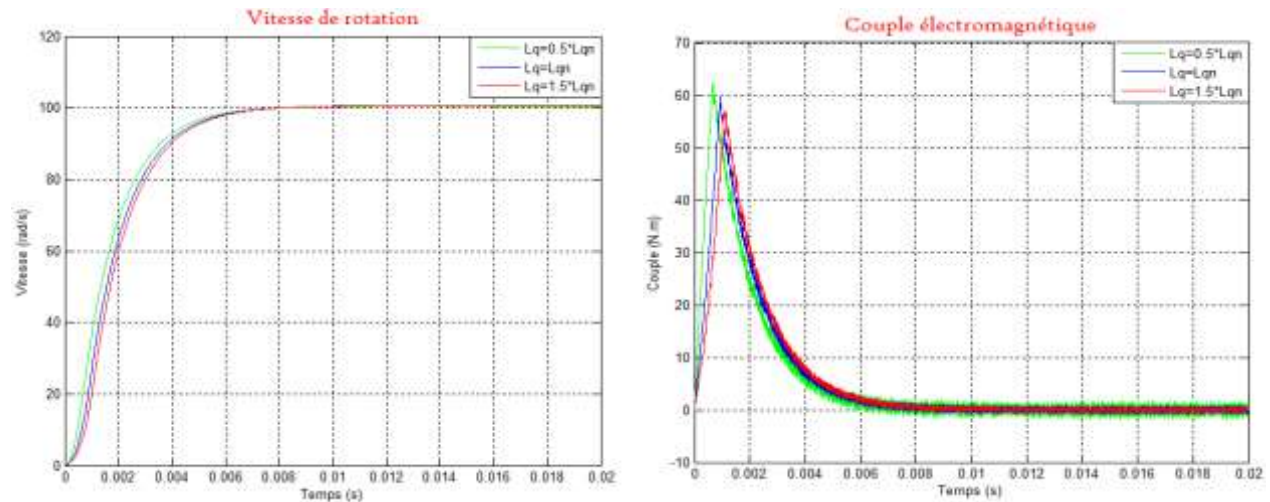 Vitesse de rotation
120
100
80
60
40
20
0
Vitesse (rad/s)
Lq=0.5*Lqn
Lq=Lqn
Lq=1.5*Lqn
0 0.002 0.004 0.006 0.008 0.01 0.012 0.014 0.016 0.018 0.02
Temps (s)
Couple électromagnétique
70
60
50
40
30
20
10
0
-10
Couple (N.m)
Lq=0.5*Lqn
Lq=Lqn
Lq=1.5*Lqn
0 0.002 0.004 0.006 0.008 0.01 0.012 0.014 0.016 0.018 0.02
Temps (s)